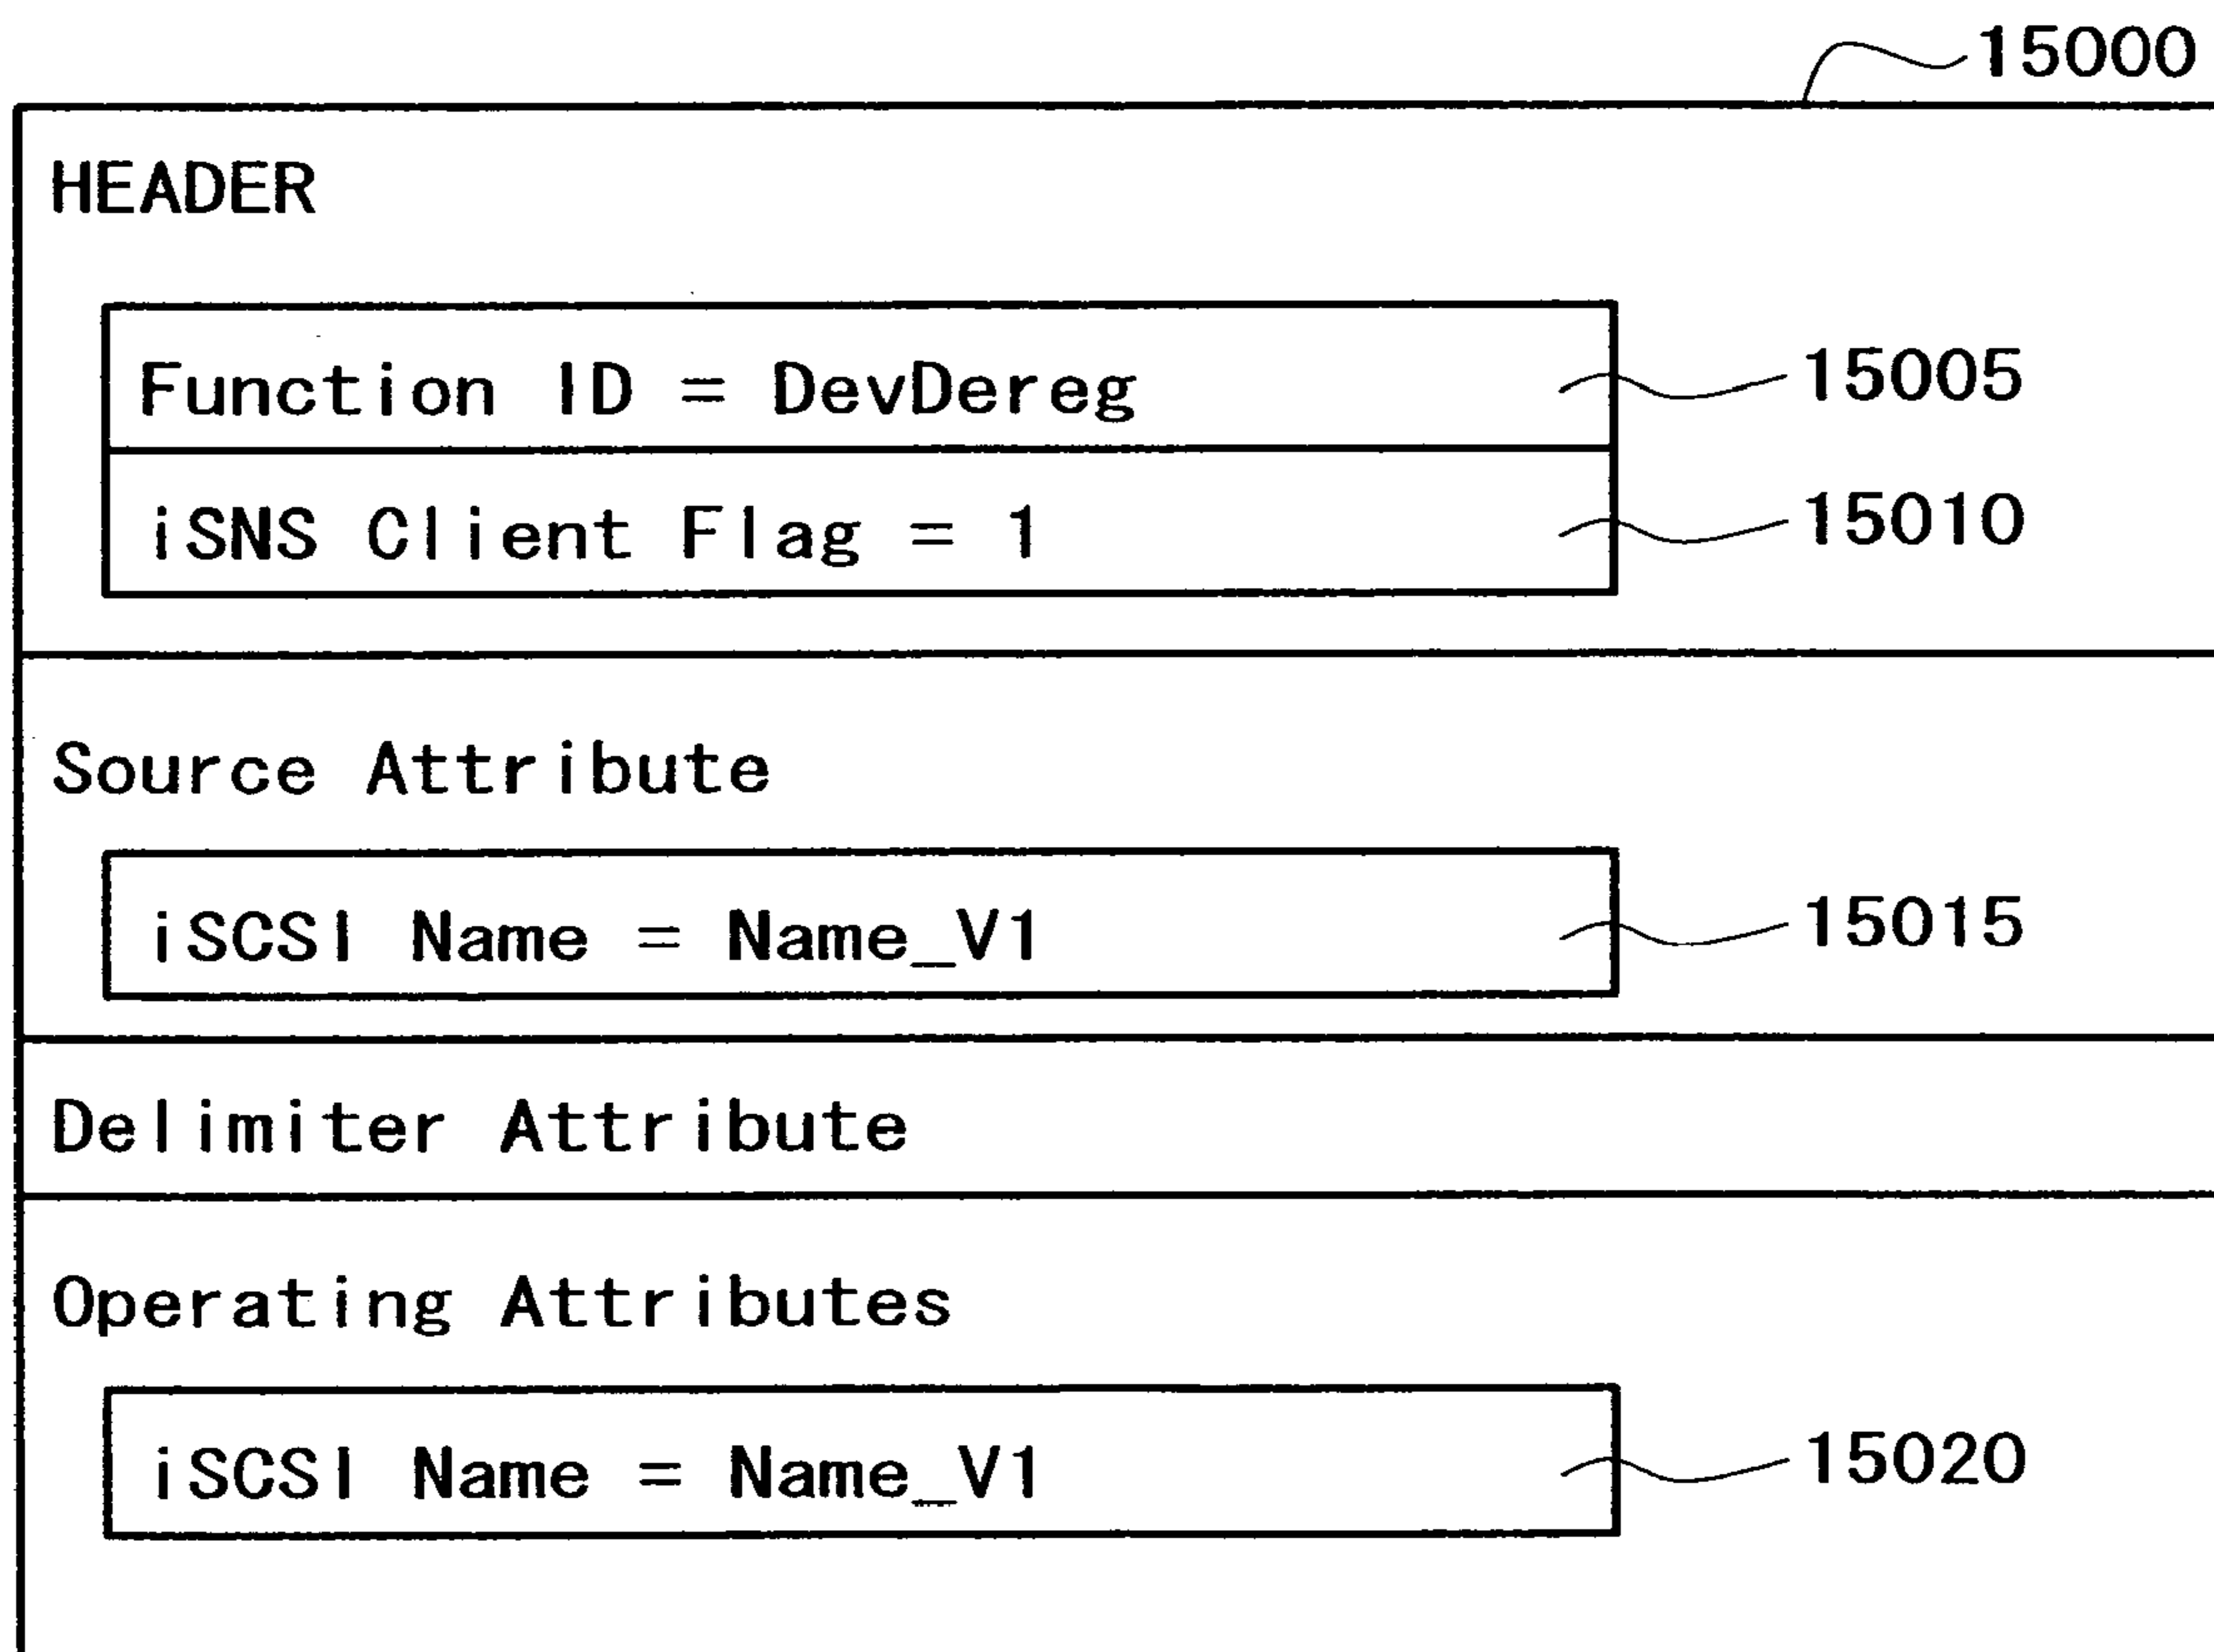 15000
HEADER
Function ID = DevDereg 15005
iSNS Client Flag = 1 15010
Source Attribute
iSCSI Name = Name_V1 15015
Delimiter Attribute
Operating Attributes
iSCSI Name = Name_V1 15020